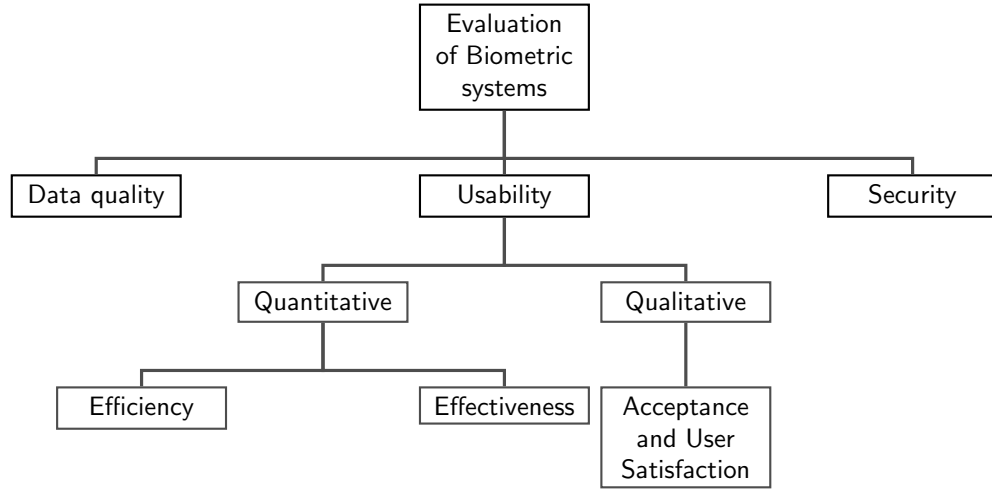 Evaluation
of Biometric
systems
Data quality
Usability
Security
Quantitative
Qualitative
Efficiency
Effectiveness
Acceptance
and User
Satisfaction